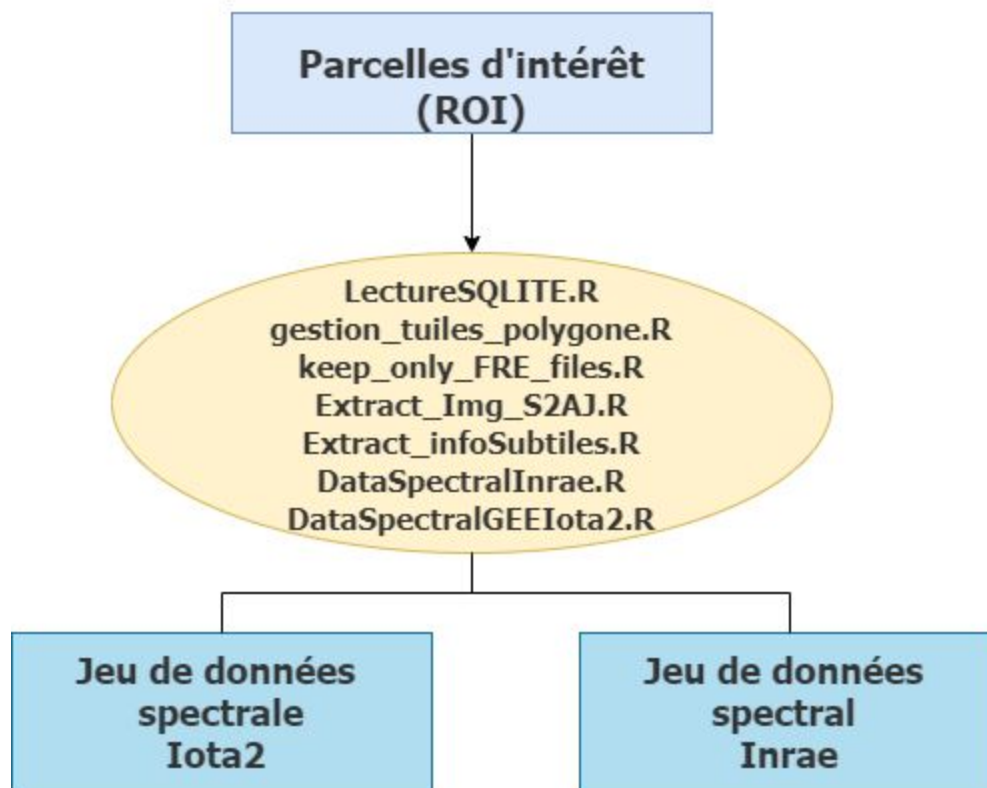 Parcelles d'intérêt
(ROI)
LectureSQLITE.R
gestion_tuiles_polygone.R
keep_only_FRE_files.R
Extract_Img_S2AJ.R
Extract_infoSubtiles.R
DataSpectralInrae.R
DataSpectralGEEIota2.R
Jeu de données
spectrale
Iota2
Jeu de données
spectral
Inrae